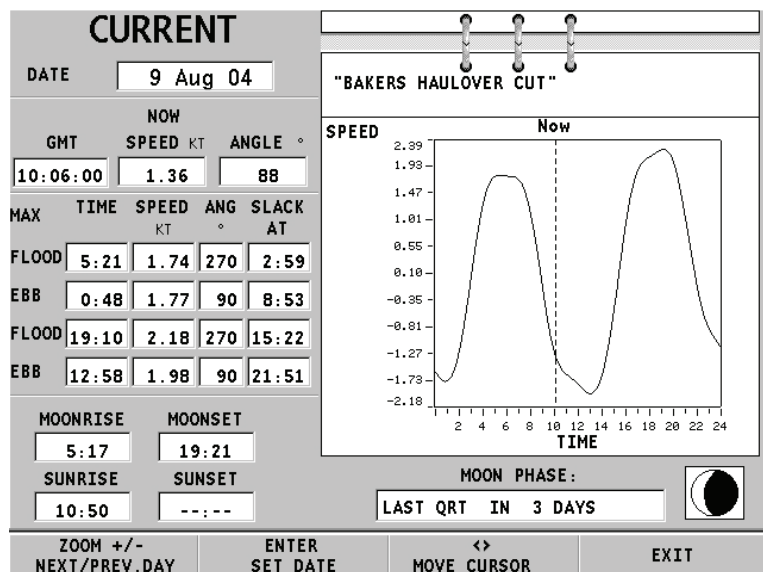 CURRENT
DATE 9 Aug 04
NOW
GMT SPEED KT ANGLE °
10:06:00 1.36 88
MAX TIME SPEED ANG SLACK
KT ° AT
FLOOD 5:21 1.74 270 2:59
EBB 0:48 1.77 90 8:53
FLOOD 19:10 2.18 270 15:22
EBB 12:58 1.98 90 21:51
MOONRISE MOONSET
5:17 19:21
SUNRISE SUNSET
10:50 --:--
"BAKERS HAULOVER CUT"
SPEED Now
2.39
1.93
1.47
1.01
0.55
0.10
-0.35
-0.81
-1.27
-1.73
-2.18
2 4 6 8 10 12 14 16 18 20 22 24
TIME
MOON PHASE:
LAST QRT IN 3 DAYS
ZOOM +/- ENTER <> EXIT
NEXT/PREV.DAY SET DATE MOVE CURSOR